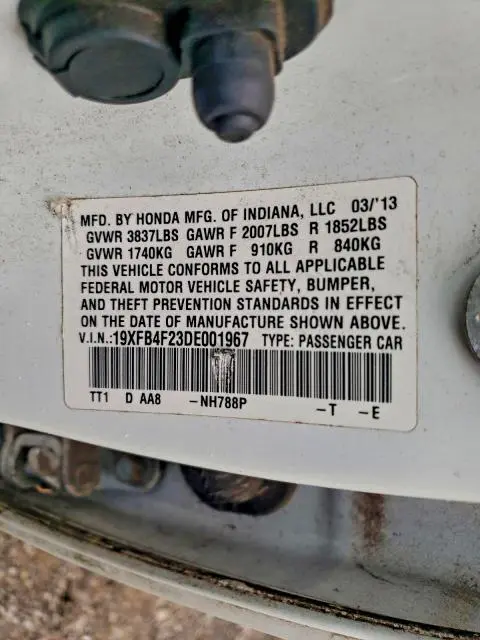 MFD. BY HONDA MFG. OF INDIANA, LLC 03/'13
GVWR 3837LBS GAWR F 2007LBS R 1852LBS
GVWR 1740KG GAWR F 910KG R 840KG
THIS VEHICLE CONFORMS TO ALL APPLICABLE
FEDERAL MOTOR VEHICLE SAFETY, BUMPER,
AND THEFT PREVENTION STANDARDS IN EFFECT
ON THE DATE OF MANUFACTURE SHOWN ABOVE.
V.I.N.:19XFB4F23DE001967 TYPE: PASSENGER CAR
TT1 D AA8 -NH788P -T -E